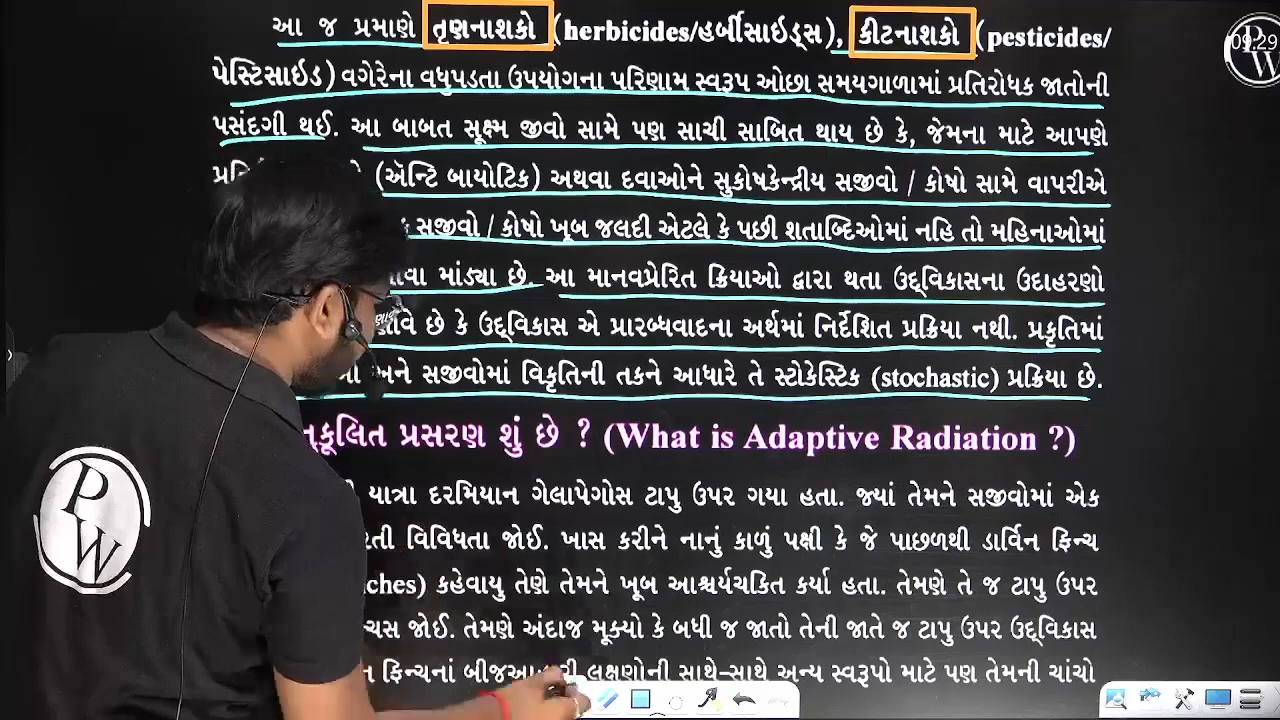 આ જ પ્રમાણે તૃણનાશકો (herbicides/હર્બીસાઇડ્સ), કીટનાશકો (pesticides/
પેસ્ટિસાઇડ) વગેરેના વધુપડતા ઉપયોગના પરિણામ સ્વરૂપ ઓછા સમયગાળામાં પ્રતિરોધક જાતોની
પસંદગી થઈ. આ બાબત સૂક્ષ્મ જીવો સામે પણ સાચી સાબિત થાય છે કે, જેમના માટે આપણે
(ઍન્ટિ બાયોટિક) અથવા દવાઓને સુકોષકેન્દ્રીય સજીવો / કોષો સામે વાપરીએ
સજીવો / કોષો ખૂબ જલદી એટલે કે પછી શતાબ્દિઓમાં નહિ તો મહિનાઓમાં
માંડ્યા છે. આ માનવપ્રેરિત ક્રિયાઓ દ્વારા થતા ઉદ્‌વિકાસના ઉદાહરણો
છે કે ઉદ્‌વિકાસ એ પ્રારબ્ધવાદના અર્થમાં નિર્દેશિત પ્રક્રિયા નથી. પ્રકૃતિમાં
અને સજીવોમાં વિકૃતિની તકને આધારે તે સ્ટોકેસ્ટિક (stochastic) પ્રક્રિયા છે.
પ્રસરણ શું છે ? (What is Adaptive Radiation ?)
યાત્રા દરમિયાન ગેલાપેગોસ ટાપુ ઉપર ગયા હતા. જ્યાં તેમને સજીવોમાં એક
વિવિધતા જોઈ. ખાસ કરીને નાનું કાળું પક્ષી કે જે પાછળથી ડાર્વિન ફિન્ચ
કહેવાયુ તેણે તેમને ખૂબ આશ્ચર્યચકિત કર્યા હતા. તેમણે તે જ ટાપુ ઉપર
જોઈ. તેમણે અંદાજ મૂક્યો કે બધી જ જાતો તેની જાતે જ ટાપુ ઉપર ઉદ્‌વિકાસ
ફિન્ચનાં લક્ષણોની સાથે-સાથે અન્ય સ્વરૂપો માટે પણ તેમની ચાંચો
09:29
P
W